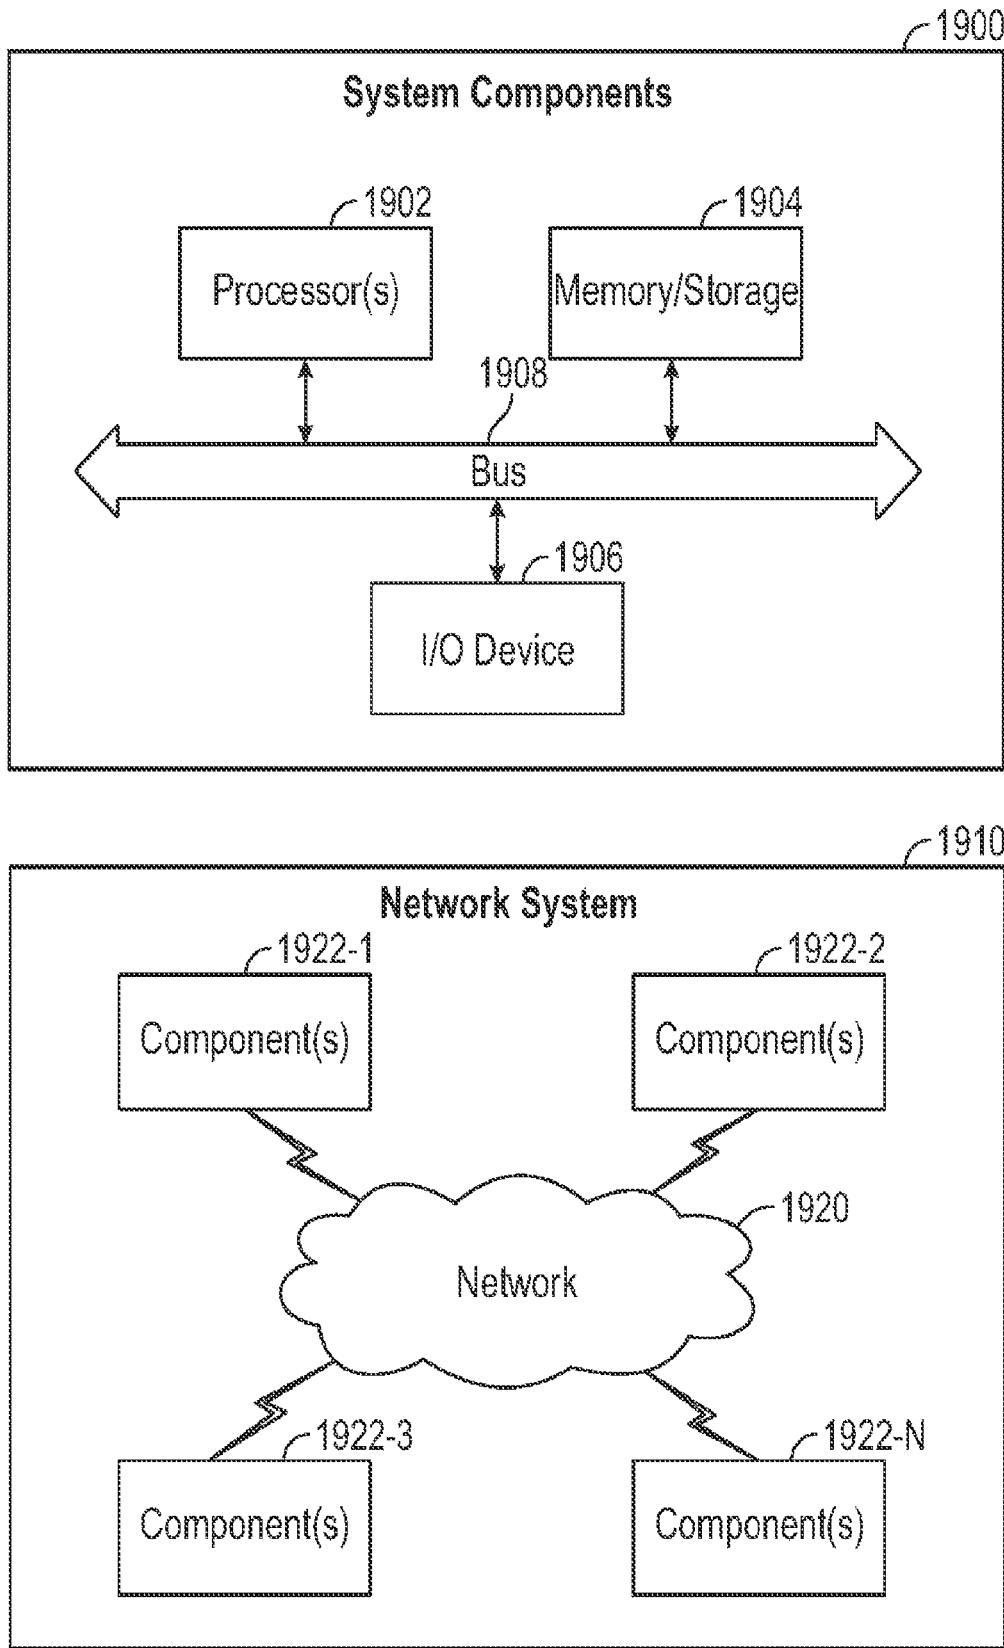 1900
System Components
1902
1904
Processor(s)
Memory/Storage
1908
Bus
1906
I/O Device
1910
Network System
1922-1
1922-2
Component(s)
Component(s)
1920
Network
1922-3
1922-N
Component(s)
Component(s)